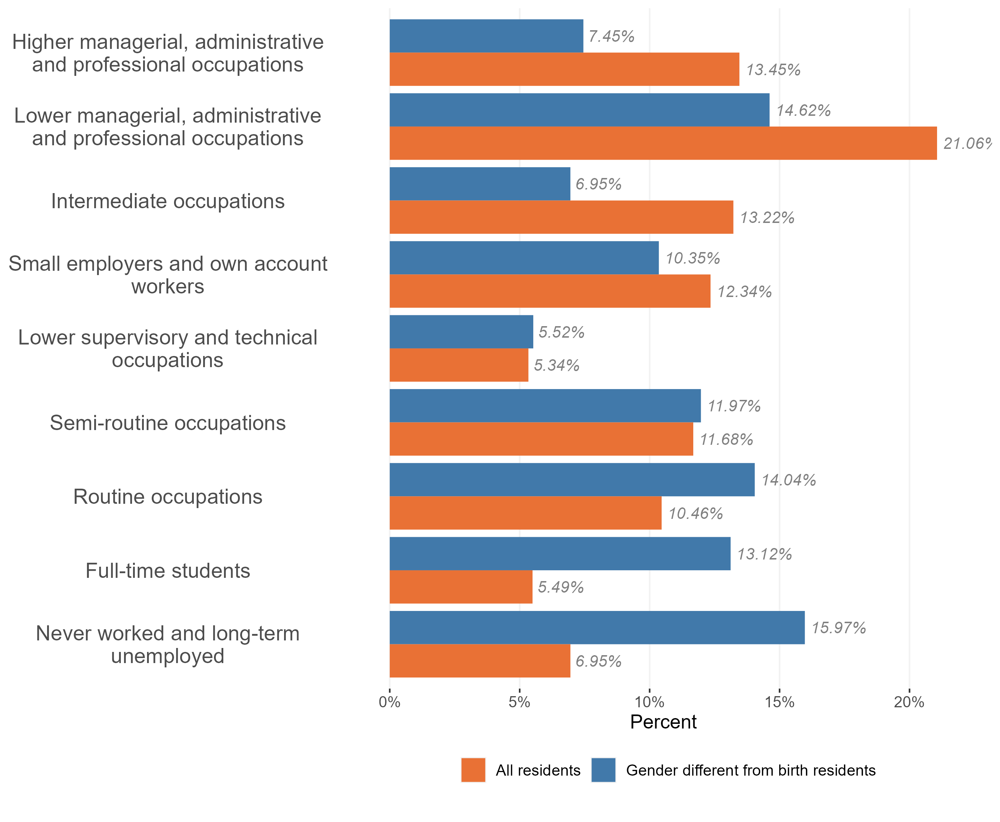 Higher managerial, administrative
and professional occupations
7.45%
13.45%
Lower managerial, administrative
and professional occupations
14.62%
21.06%
Intermediate occupations
6.95%
13.22%
Small employers and own account
workers
10.35%
12.34%
Lower supervisory and technical
occupations
5.52%
5.34%
Semi-routine occupations
11.97%
11.68%
Routine occupations
14.04%
10.46%
Full-time students
13.12%
5.49%
Never worked and long-term
unemployed
15.97%
6.95%
0% 5% 10% 15% 20%
Percent
All residents Gender different from birth residents